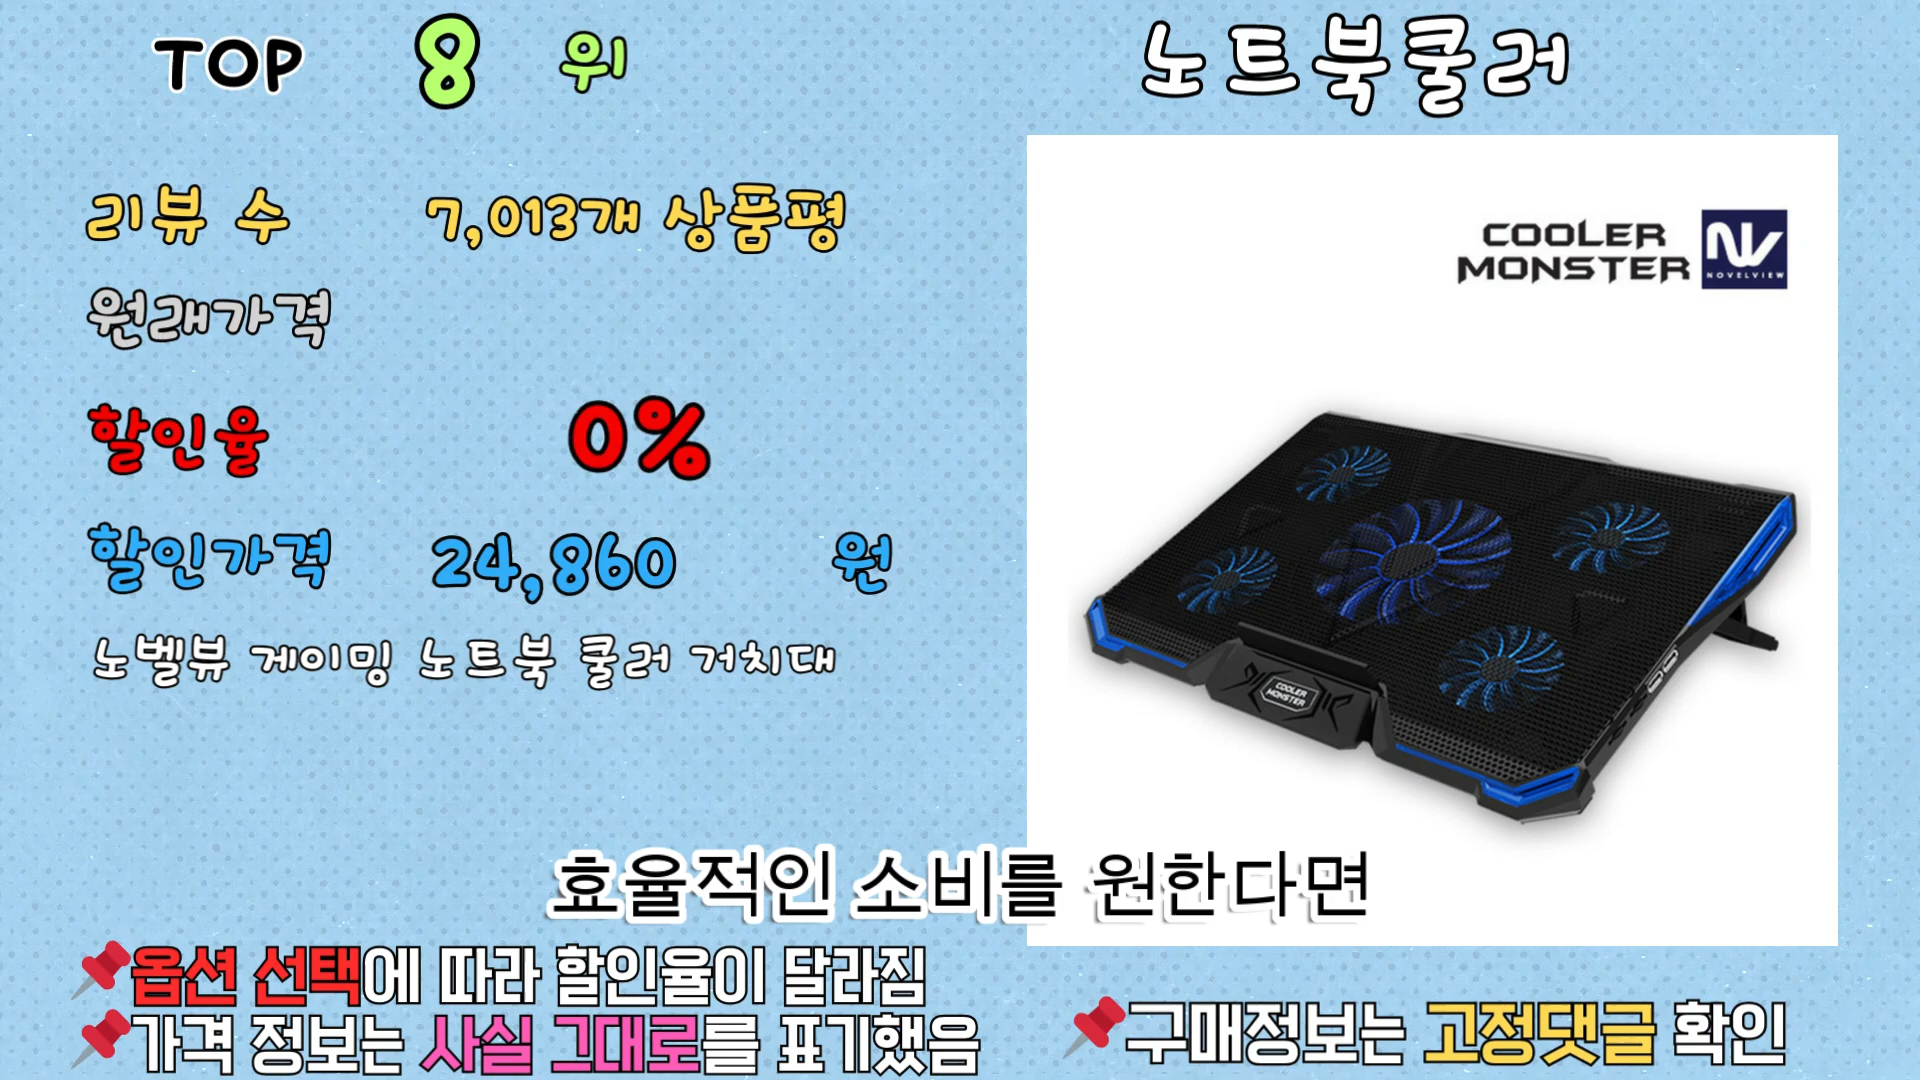 TOP 8 위
노트북쿨러
리뷰 수 7,013개 상품평
원래가격
할인율 0%
할인가격 24,860 원
노벨뷰 게이밍 노트북 쿨러 거치대
COOLER
MONSTER
NV
NOVELVIEW
COOLER
MONSTER
효율적인 소비를 원한다면
옵션 선택에 따라 할인율이 달라짐
가격 정보는 사실 그대로를 표기했음
구매정보는 고정댓글 확인